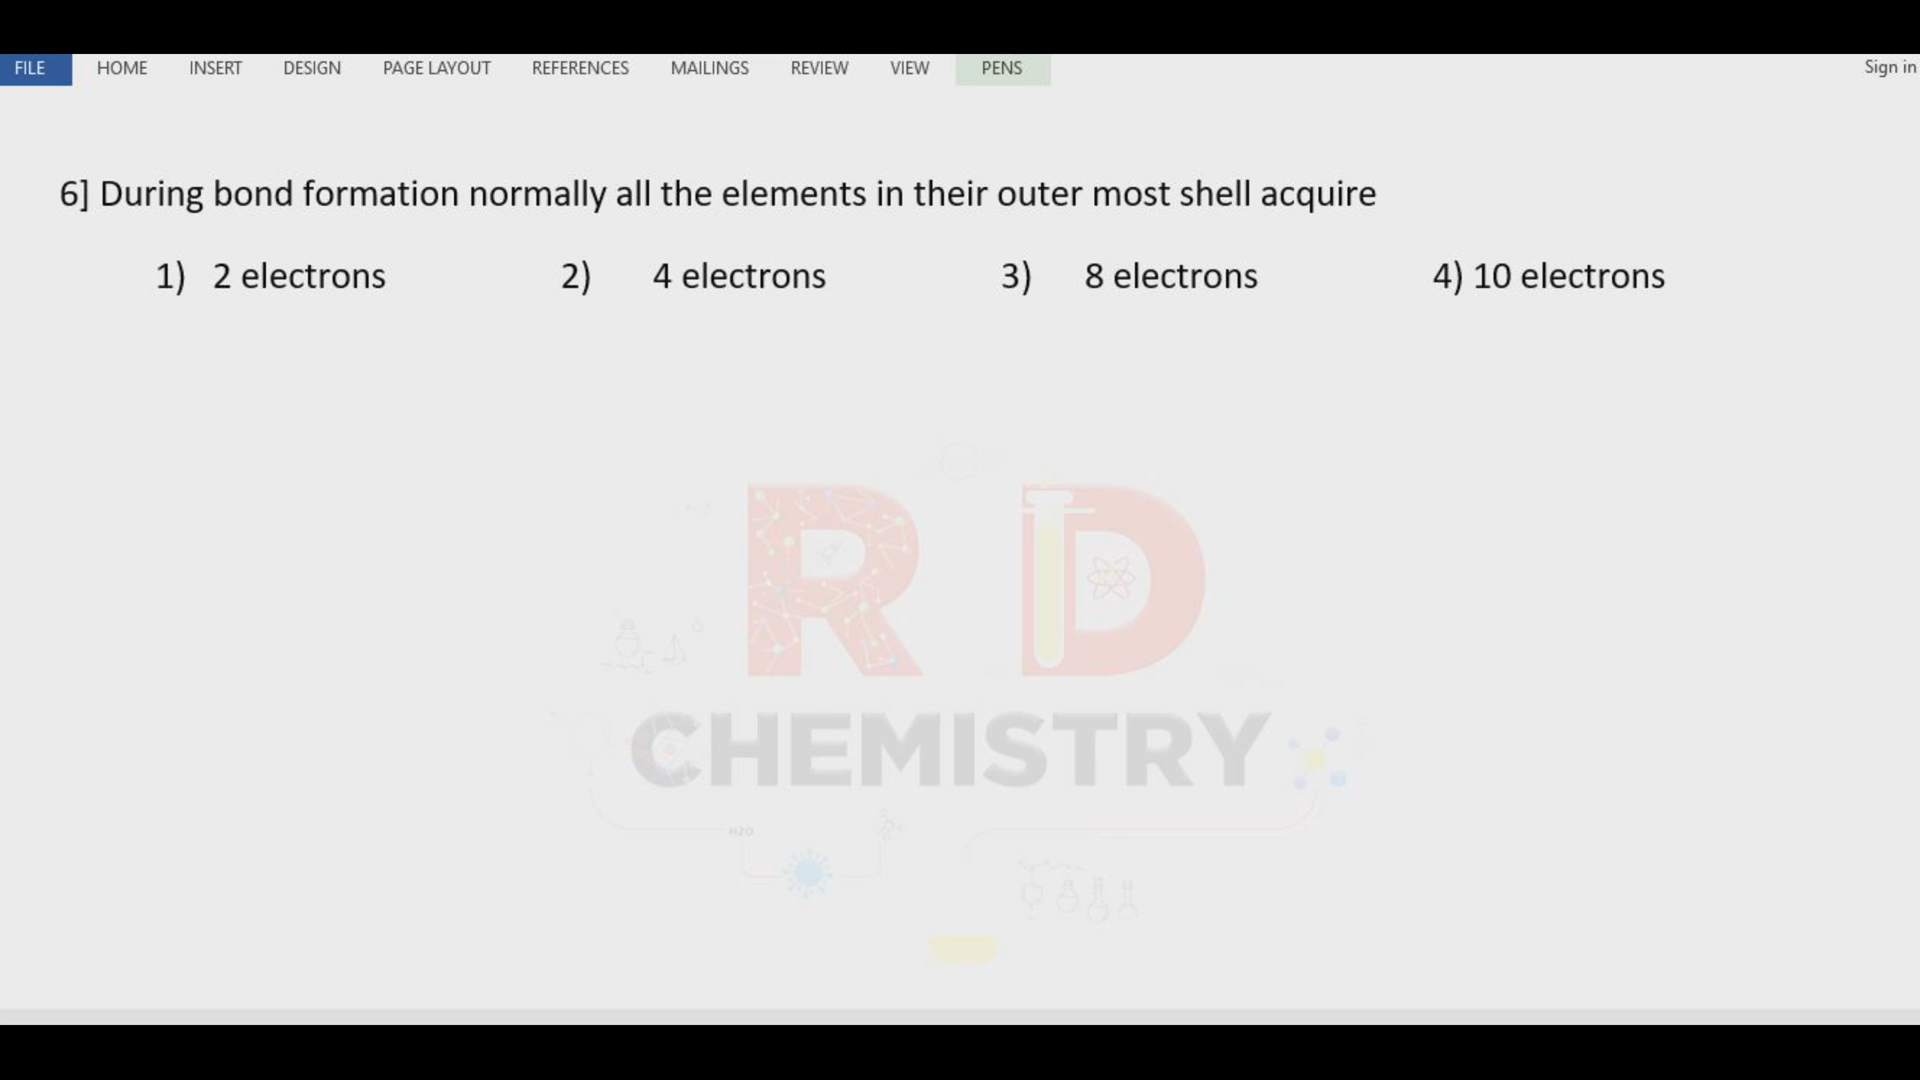 FILE HOME INSERT DESIGN PAGE LAYOUT REFERENCES MAILINGS REVIEW VIEW PENS Sign in
6] During bond formation normally all the elements in their outer most shell acquire
1) 2 electrons 2) 4 electrons 3) 8 electrons 4) 10 electrons
R D
CHEMISTRY
H2O